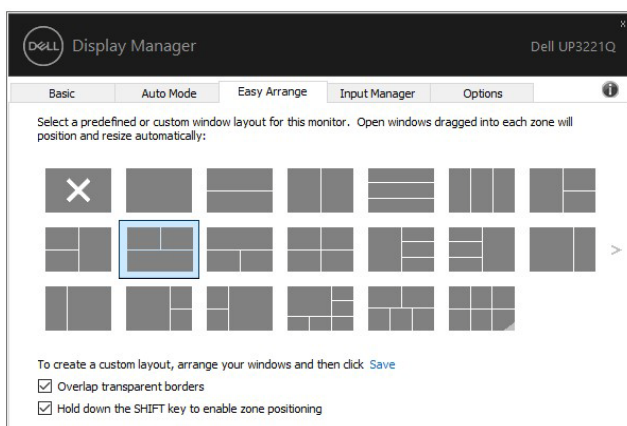 x
DELL Display Manager Dell UP3221Q
Basic Auto Mode Easy Arrange Input Manager Options i
Select a predefined or custom window layout for this monitor. Open windows dragged into each zone will
position and resize automatically:
>
To create a custom layout, arrange your windows and then click Save
Overlap transparent borders
Hold down the SHIFT key to enable zone positioning